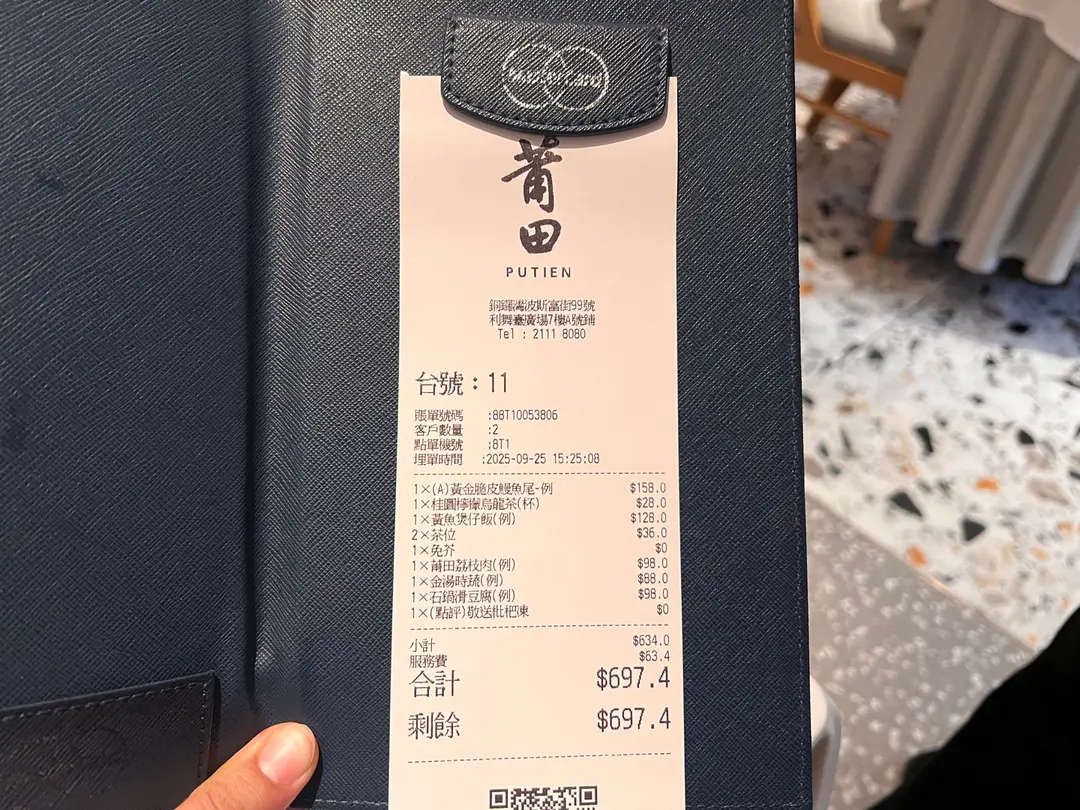 MasterCard
莆
田
PUTIEN
銅鑼灣波斯富街99號
利舞臺廣場7樓A號鋪
Tel : 2111 8080
台號：11
賬單號碼 :88T10053806
客戶數量 :2
點單機號 :8T1
埋單時間 :2025-09-25 15:25:08
1×(A)黃金脆皮鰻魚尾-例 $158.0
1×桂圓檸檬烏龍茶(杯) $28.0
1×黃魚煲仔飯(例) $128.0
2×茶位 $36.0
1×免芥 $0
1×莆田荔枝肉(例) $98.0
1×金湯時蔬(例) $88.0
1×石鍋滑豆腐(例) $98.0
1×(點評)敬送枇杷凍 $0
小計 $634.0
服務費 $63.4
合計 $697.4
剩餘 $697.4